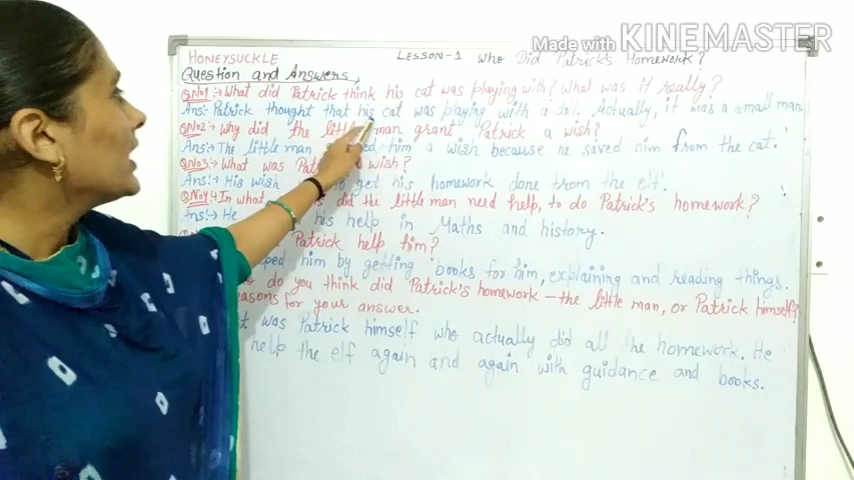 Made with KINEMASTER
HONEYSUCKLE LESSON-1 Who Did Patrick's Homework?
Question and Answers,
QNo1 What did Patrick think his cat was playing with? What was it really?
Ans:- Patrick thought that his cat was playing with a doll. Actually, it was a small man
QNo2:- Why did the little man grant Patrick a wish?
Ans:→ The little man him a wish because he saved him from the cat.
QNo3:→ What was wish?
Ans:→ His wish to get his homework done from the elf.
QNo4:→ In what did the little man need help, to do Patrick's homework?
Ans:→ He his help in Maths and history.
Patrick help him?
him by getting books for him, explaining and reading things.
do you think did Patrick's homework — the little man, or Patrick himself?
for your answer.
was Patrick himself who actually did all the homework. He
help the elf again and again with guidance and books.